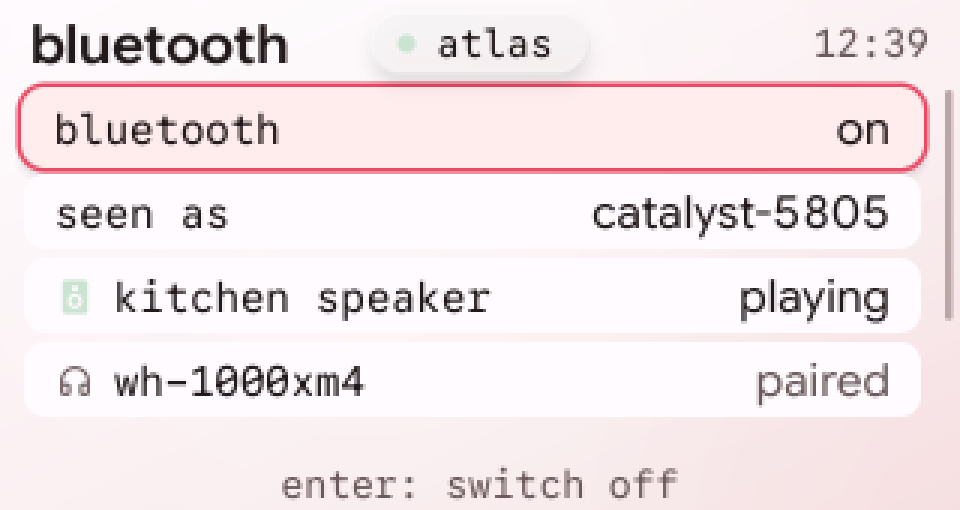 bluetooth atlas 12:39
bluetooth on
seen as catalyst-5805
kitchen speaker playing
wh-1000xm4 paired
enter: switch off